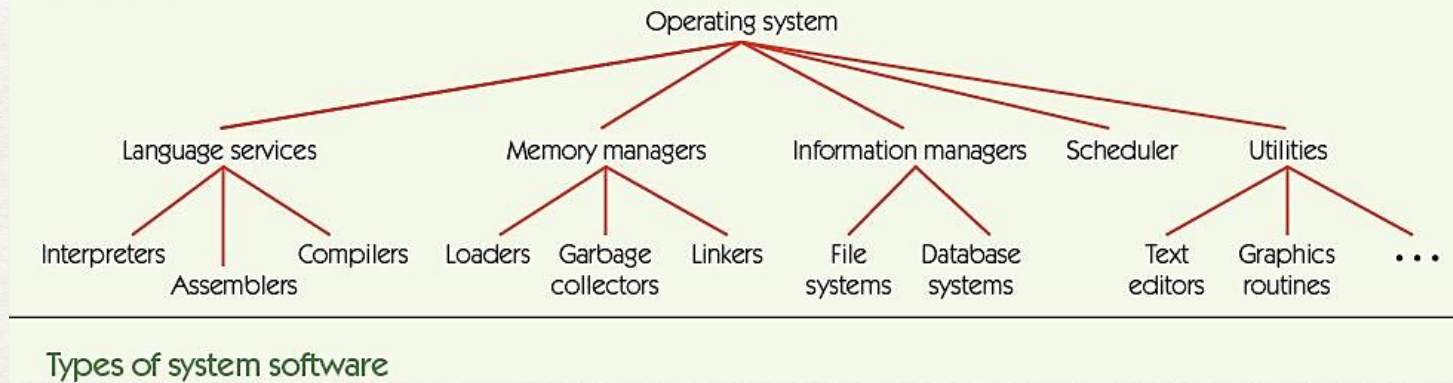 Operating system
Language services Memory managers Information managers Scheduler Utilities
Interpreters Assemblers Compilers Loaders Garbage collectors Linkers File systems Database systems Text editors Graphics routines ...
Types of system software